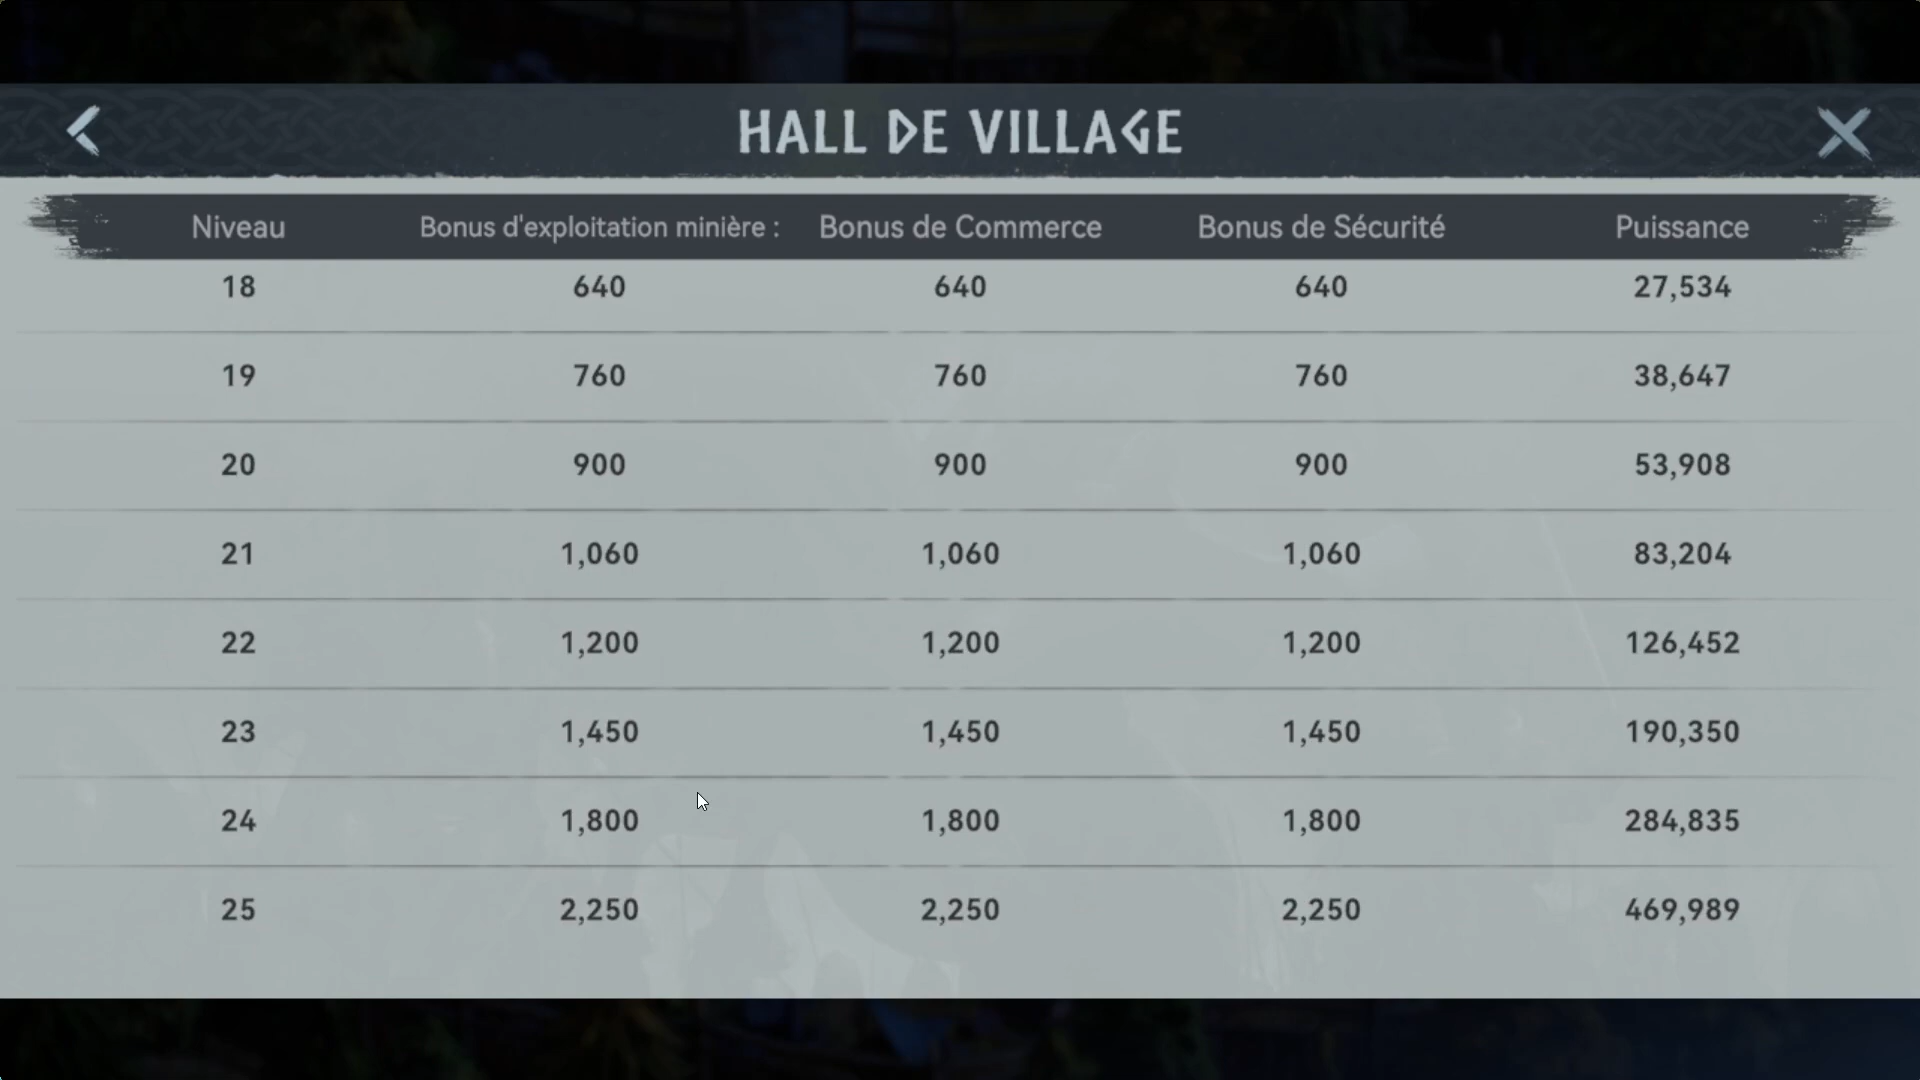 HALL DE VILLAGE
Niveau Bonus d'exploitation minière : Bonus de Commerce Bonus de Sécurité Puissance
18 640 640 640 27,534
19 760 760 760 38,647
20 900 900 900 53,908
21 1,060 1,060 1,060 83,204
22 1,200 1,200 1,200 126,452
23 1,450 1,450 1,450 190,350
24 1,800 1,800 1,800 284,835
25 2,250 2,250 2,250 469,989